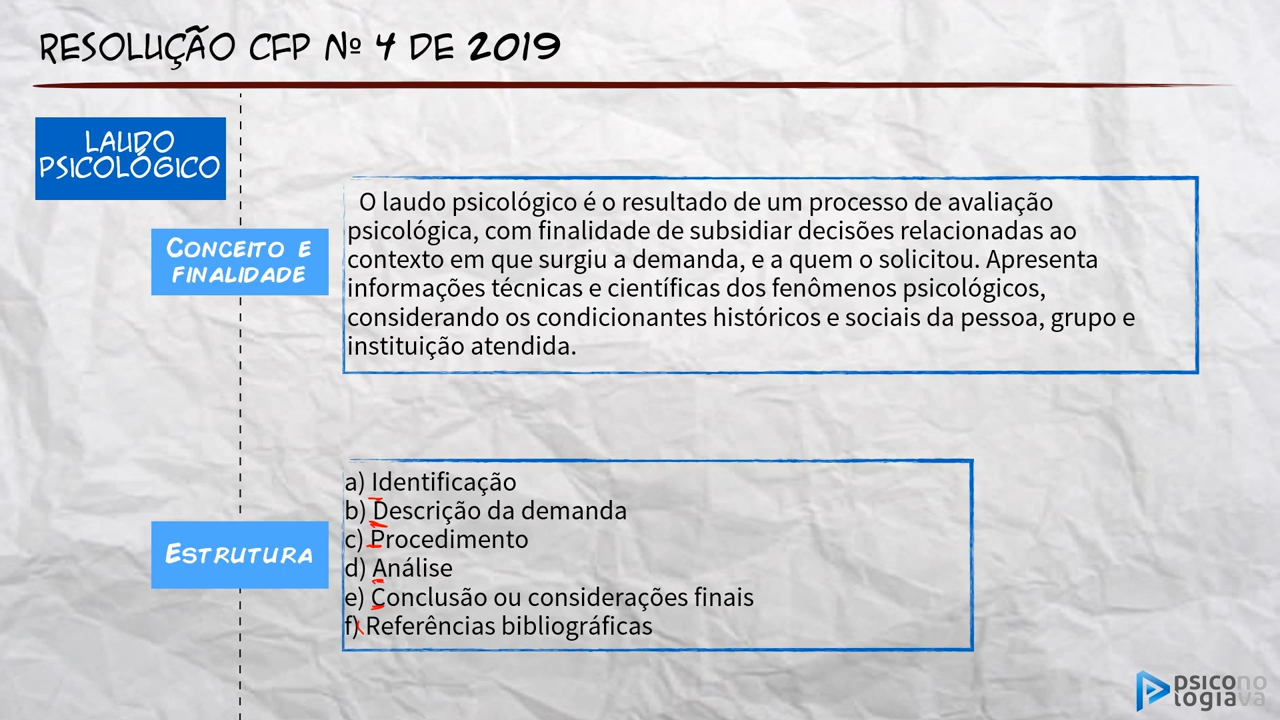 RESOLUÇÃO CFP Nº 4 DE 2019
LAUDO
PSICOLÓGICO
CONCEITO E
FINALIDADE
O laudo psicológico é o resultado de um processo de avaliação
psicológica, com finalidade de subsidiar decisões relacionadas ao
contexto em que surgiu a demanda, e a quem o solicitou. Apresenta
informações técnicas e científicas dos fenômenos psicológicos,
considerando os condicionantes históricos e sociais da pessoa, grupo e
instituição atendida.
ESTRUTURA
a) Identificação
b) Descrição da demanda
c) Procedimento
d) Análise
e) Conclusão ou considerações finais
f) Referências bibliográficas
psicono
logiava